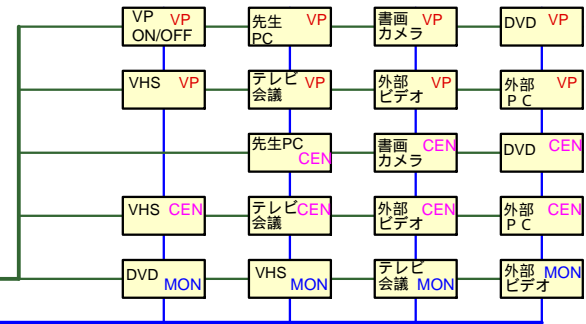 VP VP
ON/OFF
先生 VP
PC
書画 VP
カメラ
DVD VP
VHS VP
テレビ VP
会議
外部 VP
ビデオ
外部 VP
ＰＣ
先生PC
CEN
書画 CEN
カメラ
DVD CEN
VHS CEN
テレビ CEN
会議
外部 CEN
ビデオ
外部 CEN
ＰＣ
DVD
MON
VHS
MON
テレビ
会議 MON
外部 MON
ビデオ